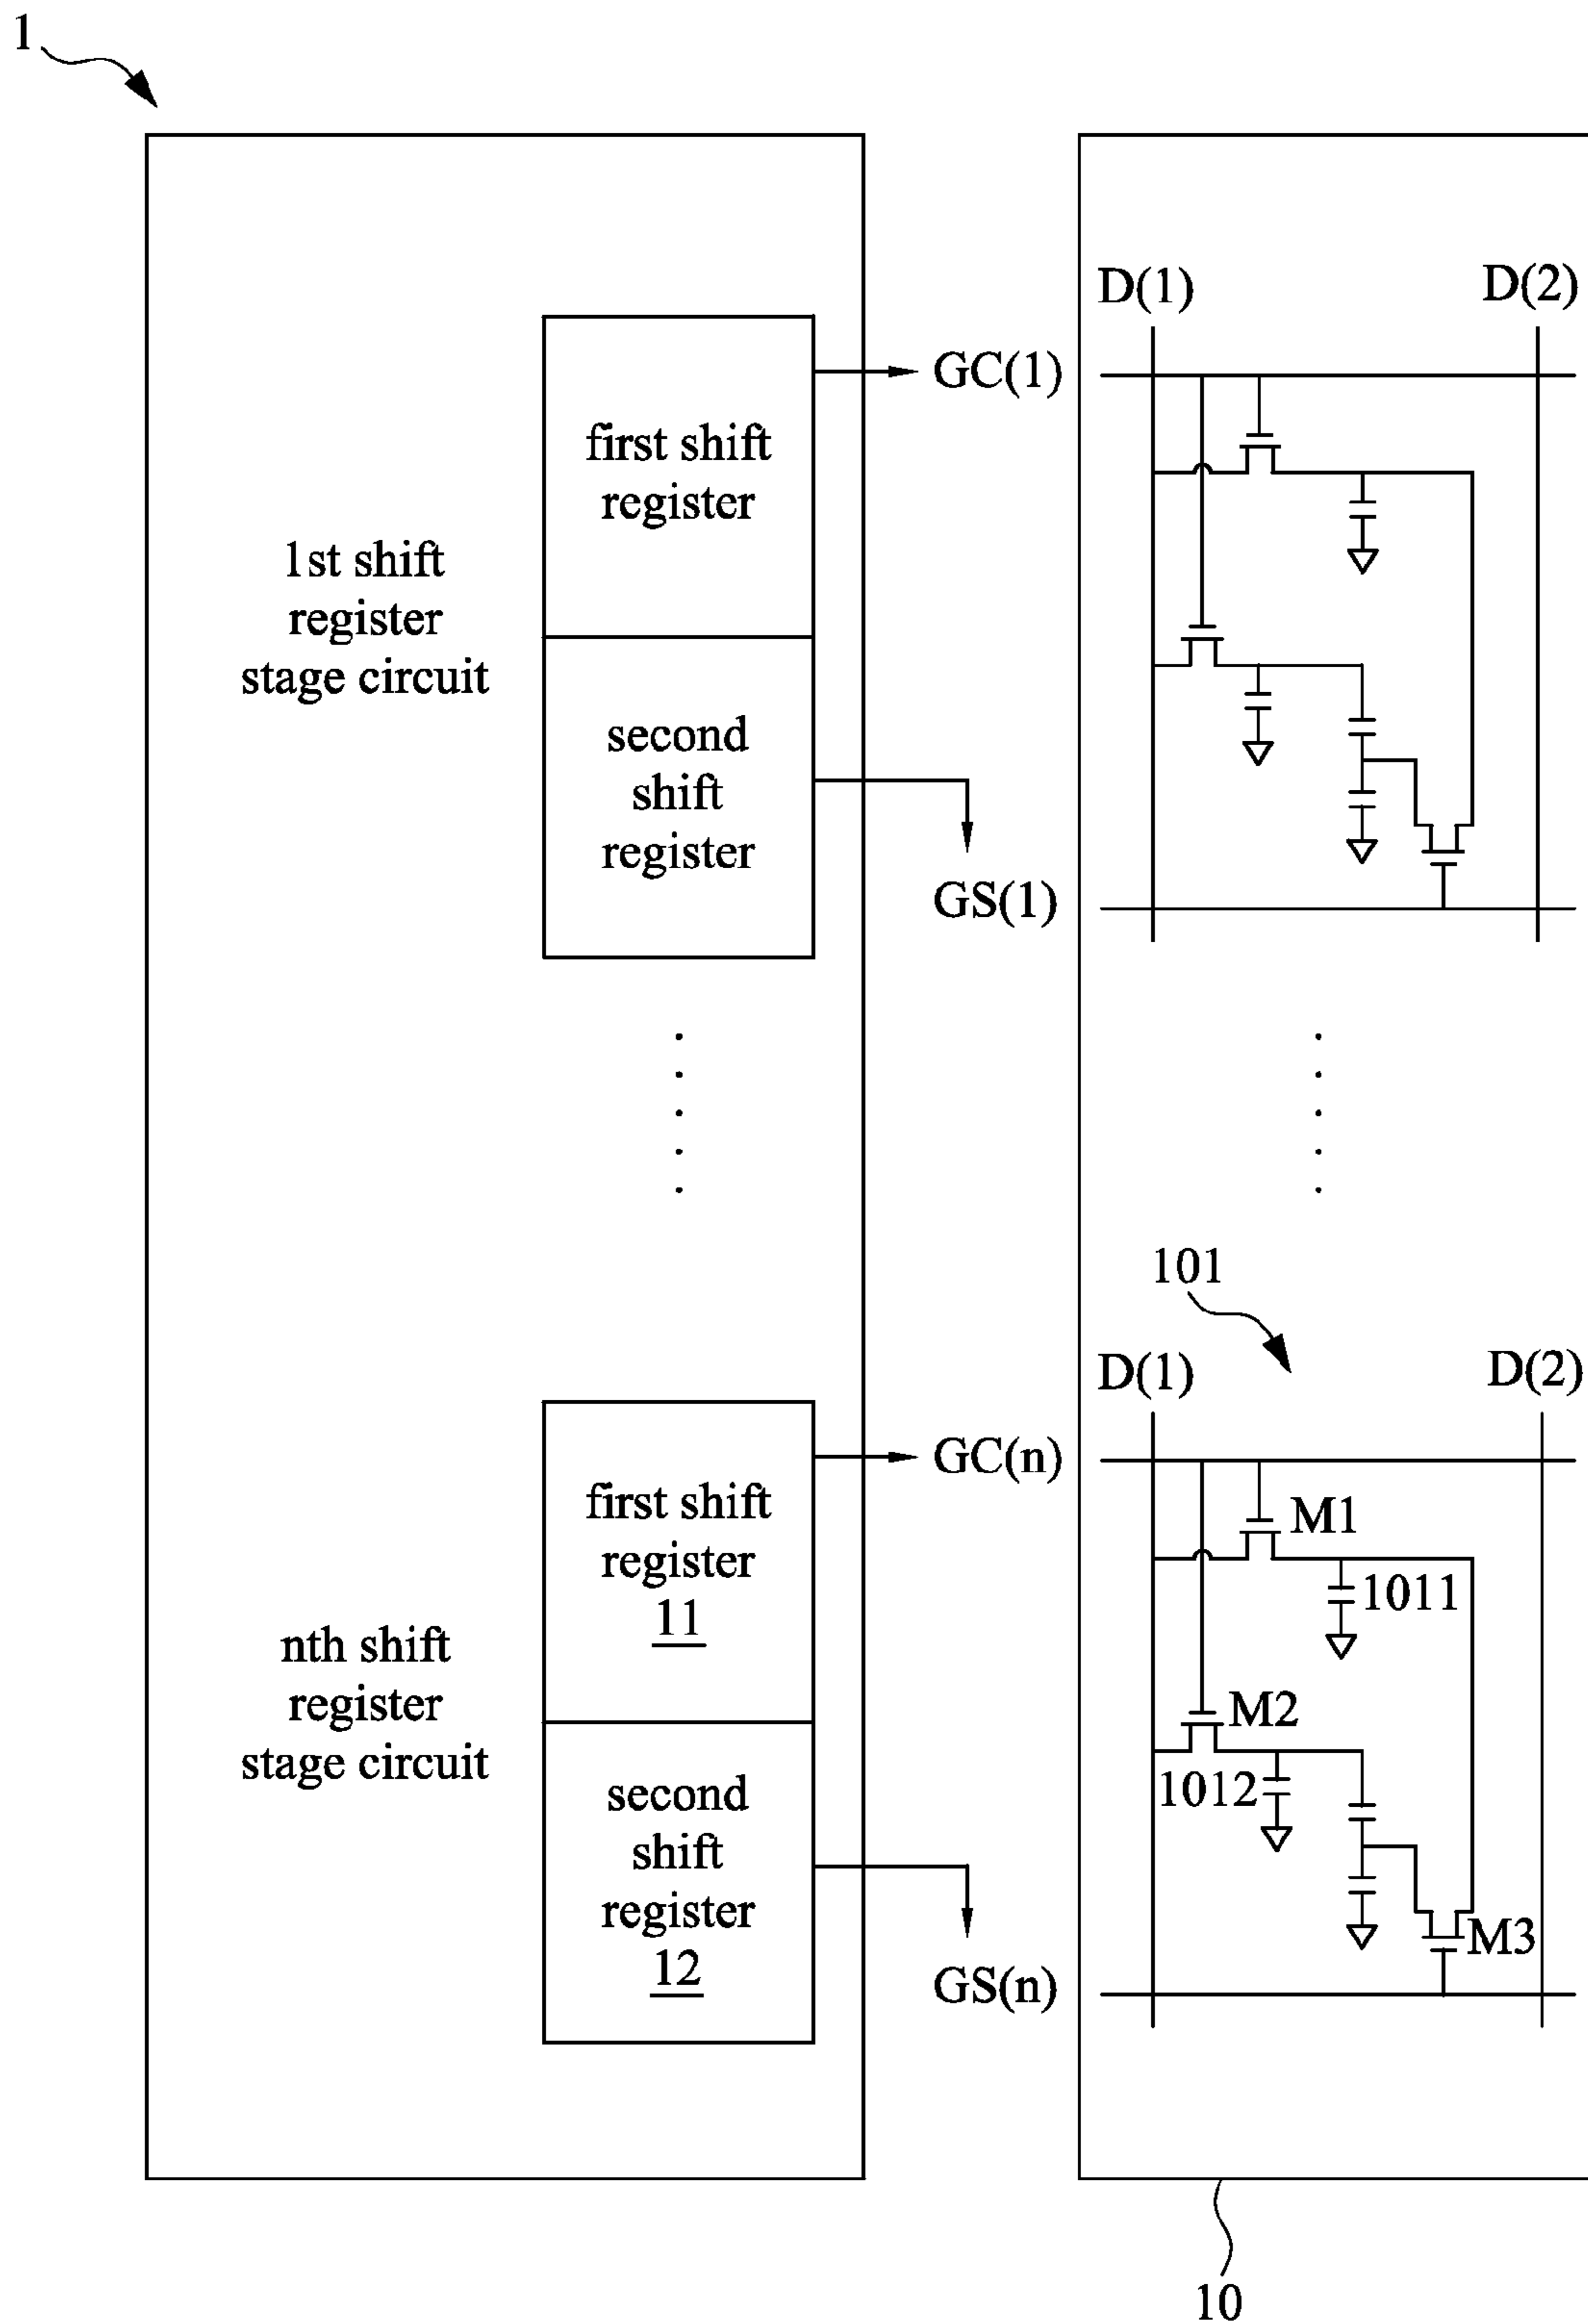 1
D(1)
D(2)
GC(1)
first shift
register
1st shift
register
stage circuit
second
shift
register
GS(1)
101
D(1)
D(2)
GC(n)
first shift
register
11
M1
1011
nth shift
register
stage circuit
M2
1012
second
shift
register
12
M3
GS(n)
10